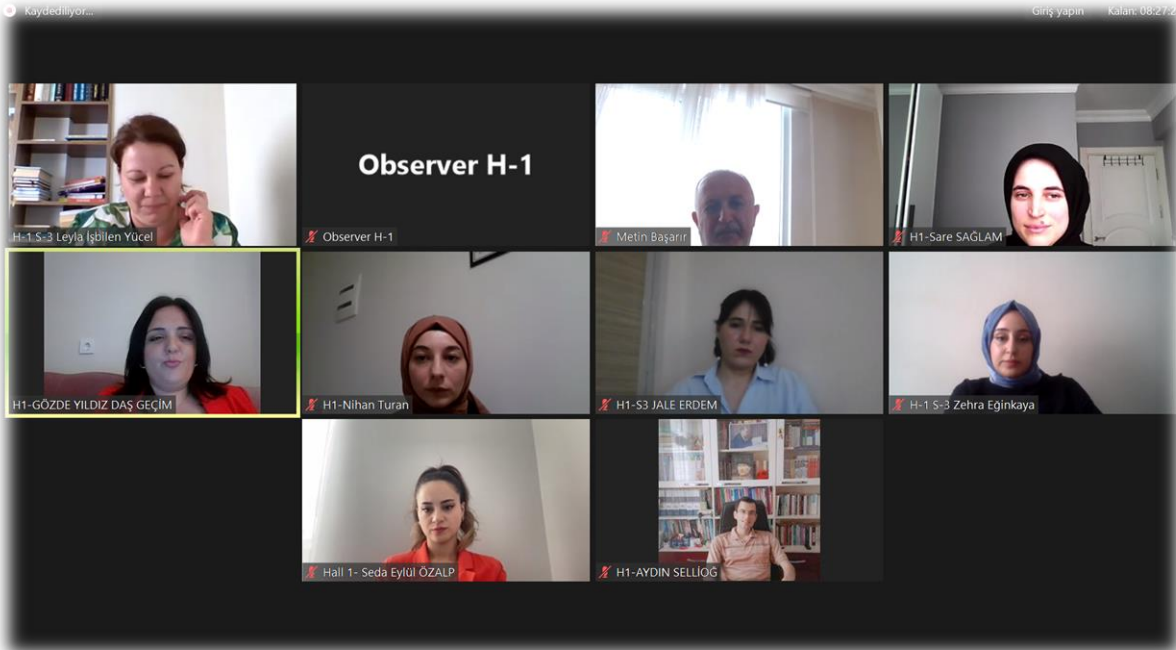 Kaydediliyor...
Giriş yapın
Kalan: 08:27:2
Observer H-1
H-1 S-3 Leyla İşbilen Yücel
Observer H-1
Metin Başarır
H1-Sare SAĞLAM
H1-GÖZDE YILDIZ DAŞ GEÇİM
H1-Nihan Turan
H1-S3 JALE ERDEM
H-1 S-3 Zehra Eğinkaya
Hall 1- Seda Eylül ÖZALP
H1-AYDIN SELLİOĞ